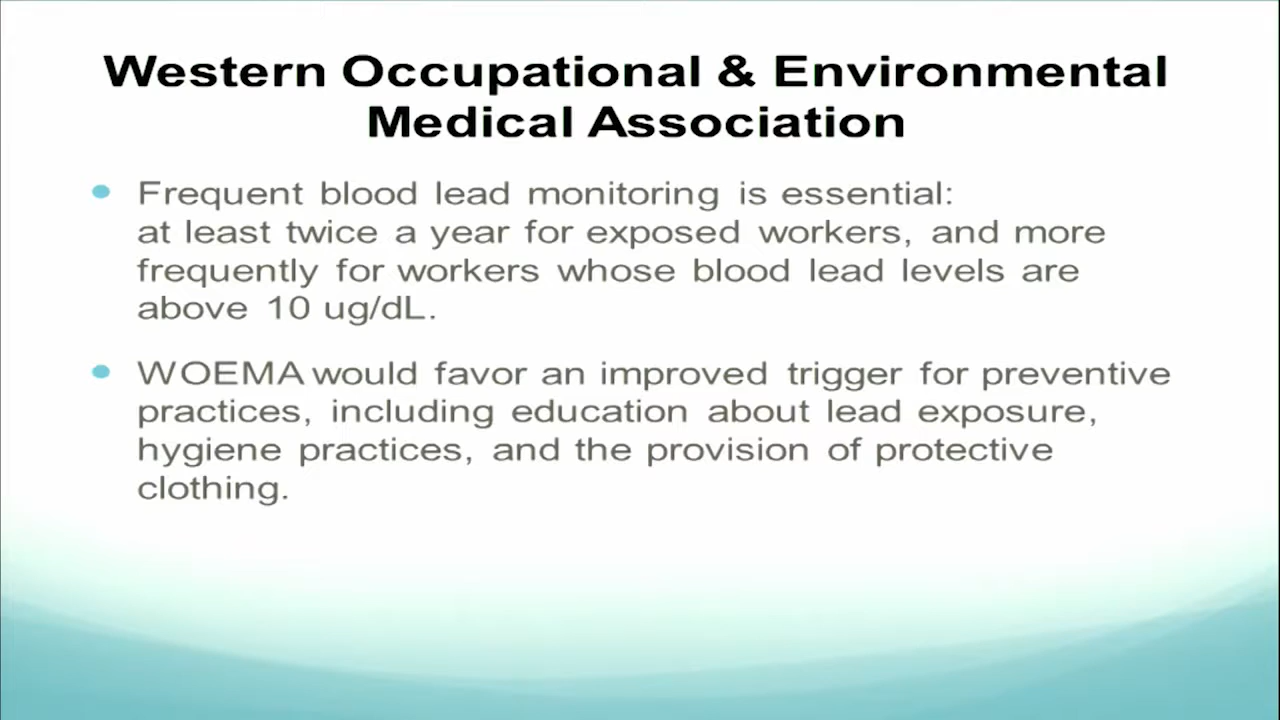 Western Occupational & Environmental
Medical Association
Frequent blood lead monitoring is essential:
at least twice a year for exposed workers, and more
frequently for workers whose blood lead levels are
above 10 ug/dL.
WOEMA would favor an improved trigger for preventive
practices, including education about lead exposure,
hygiene practices, and the provision of protective
clothing.